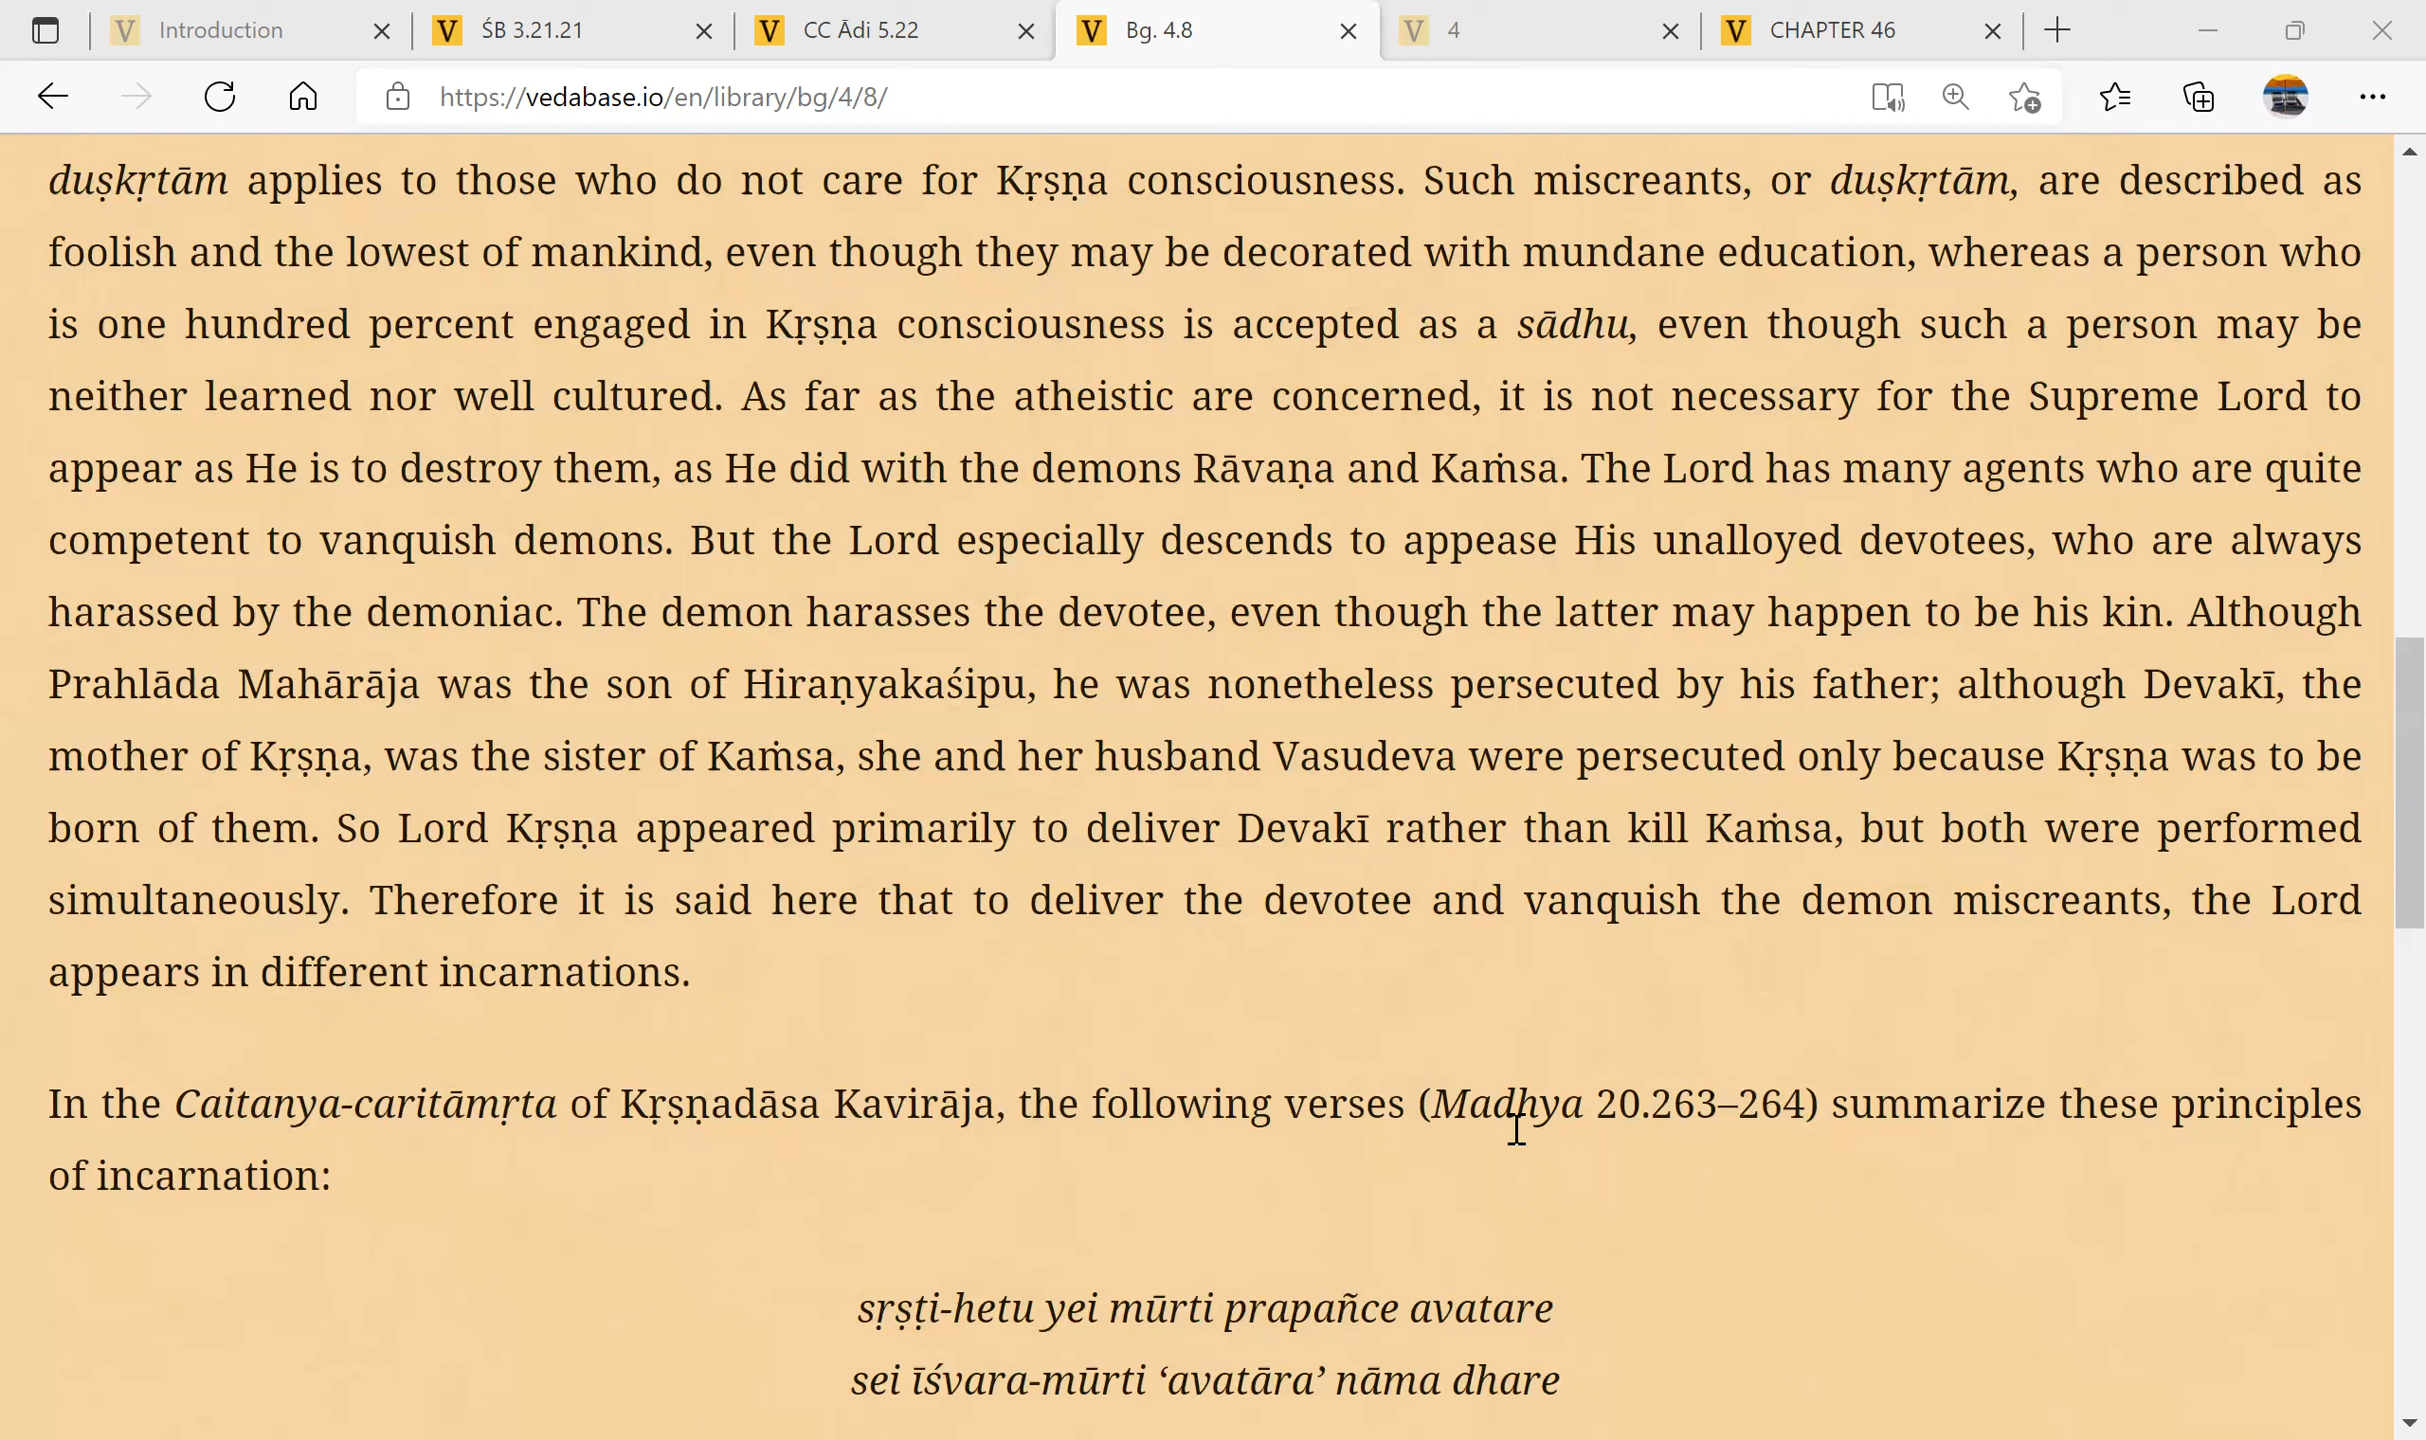 Introduction
ŚB 3.21.21
CC Ādi 5.22
Bg. 4.8
4
CHAPTER 46
https://vedabase.io/en/library/bg/4/8/
duṣkṛtām applies to those who do not care for Kṛṣṇa consciousness. Such miscreants, or duṣkṛtām, are described as
foolish and the lowest of mankind, even though they may be decorated with mundane education, whereas a person who
is one hundred percent engaged in Kṛṣṇa consciousness is accepted as a sādhu, even though such a person may be
neither learned nor well cultured. As far as the atheistic are concerned, it is not necessary for the Supreme Lord to
appear as He is to destroy them, as He did with the demons Rāvaṇa and Kaṁsa. The Lord has many agents who are quite
competent to vanquish demons. But the Lord especially descends to appease His unalloyed devotees, who are always
harassed by the demoniac. The demon harasses the devotee, even though the latter may happen to be his kin. Although
Prahlāda Mahārāja was the son of Hiraṇyakaśipu, he was nonetheless persecuted by his father; although Devakī, the
mother of Kṛṣṇa, was the sister of Kaṁsa, she and her husband Vasudeva were persecuted only because Kṛṣṇa was to be
born of them. So Lord Kṛṣṇa appeared primarily to deliver Devakī rather than kill Kaṁsa, but both were performed
simultaneously. Therefore it is said here that to deliver the devotee and vanquish the demon miscreants, the Lord
appears in different incarnations.
In the Caitanya-caritāmṛta of Kṛṣṇadāsa Kavirāja, the following verses (Madhya 20.263–264) summarize these principles
of incarnation:
sṛṣṭi-hetu yei mūrti prapañce avatare
sei īśvara-mūrti ‘avatāra’ nāma dhare